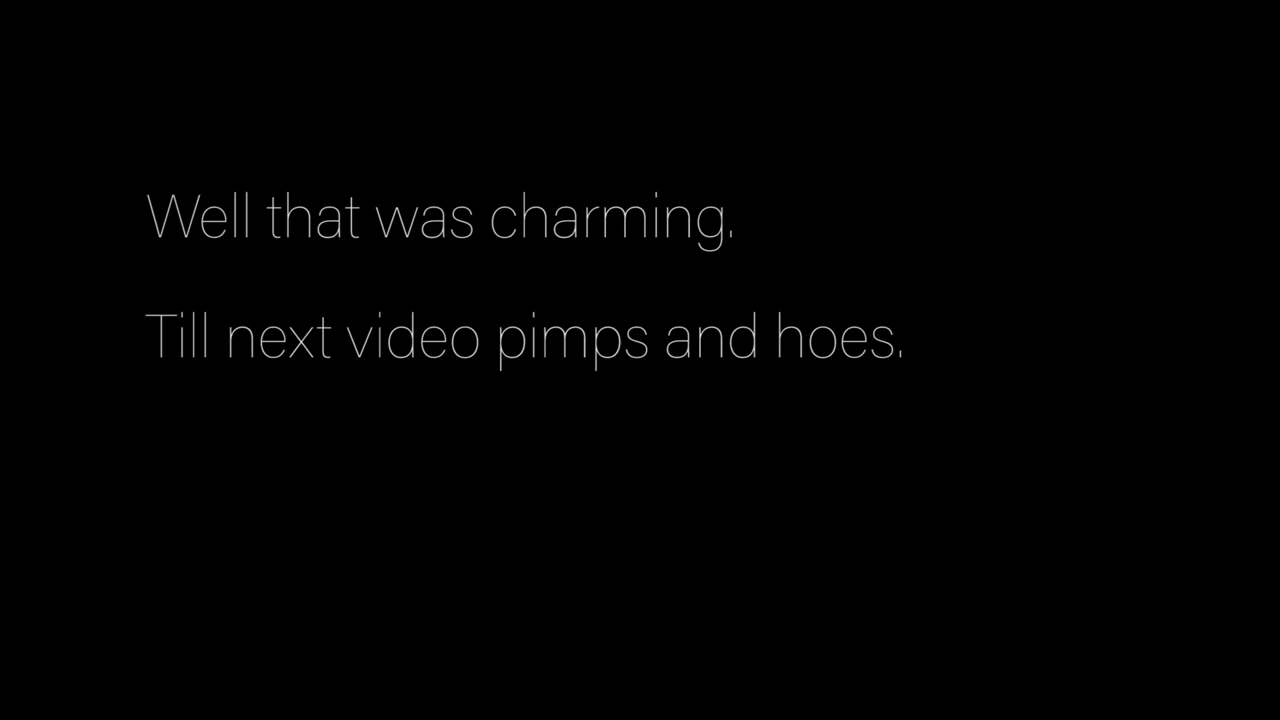 Well that was charming.
Till next video pimps and hoes.